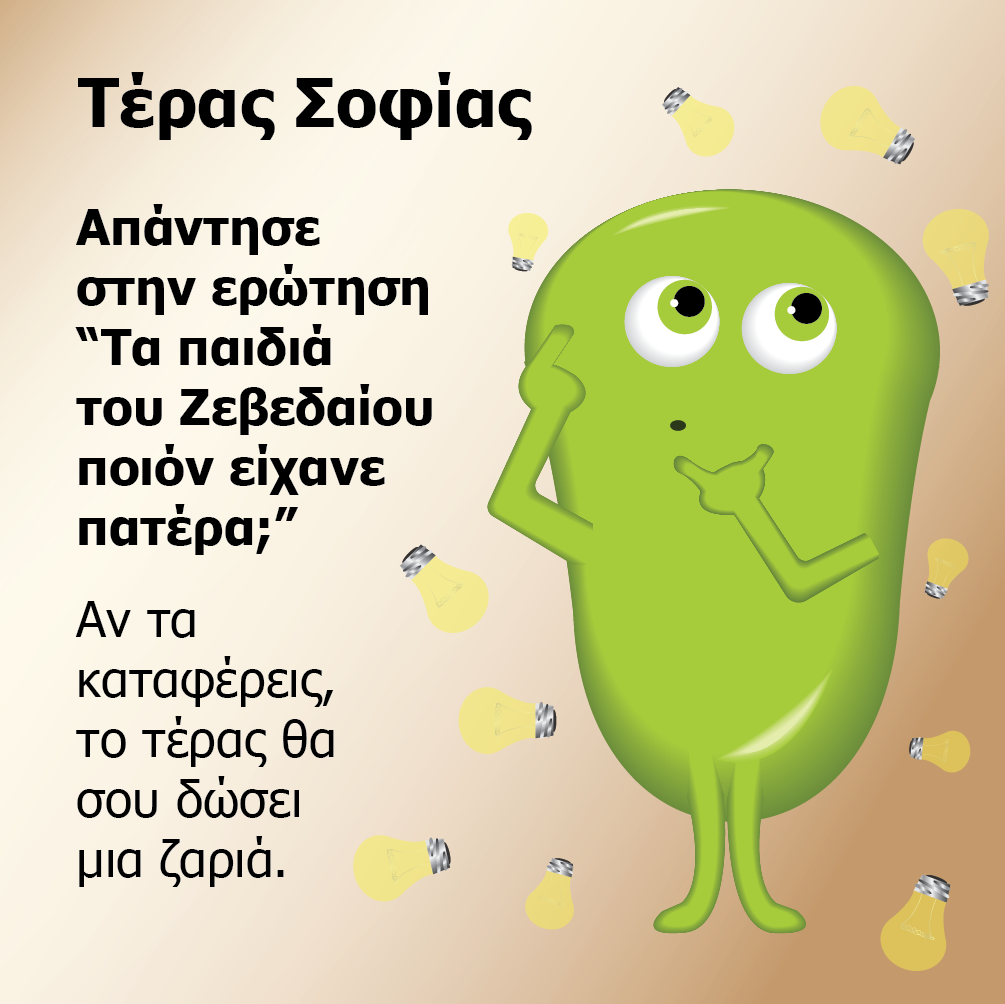 Τέρας Σοφίας
Απάντησε
στην ερώτηση
“Τα παιδιά
του Ζεβεδαίου
ποιόν είχανε
πατέρα;”
Αν τα
καταφέρεις,
το τέρας θα
σου δώσει
μια ζαριά.